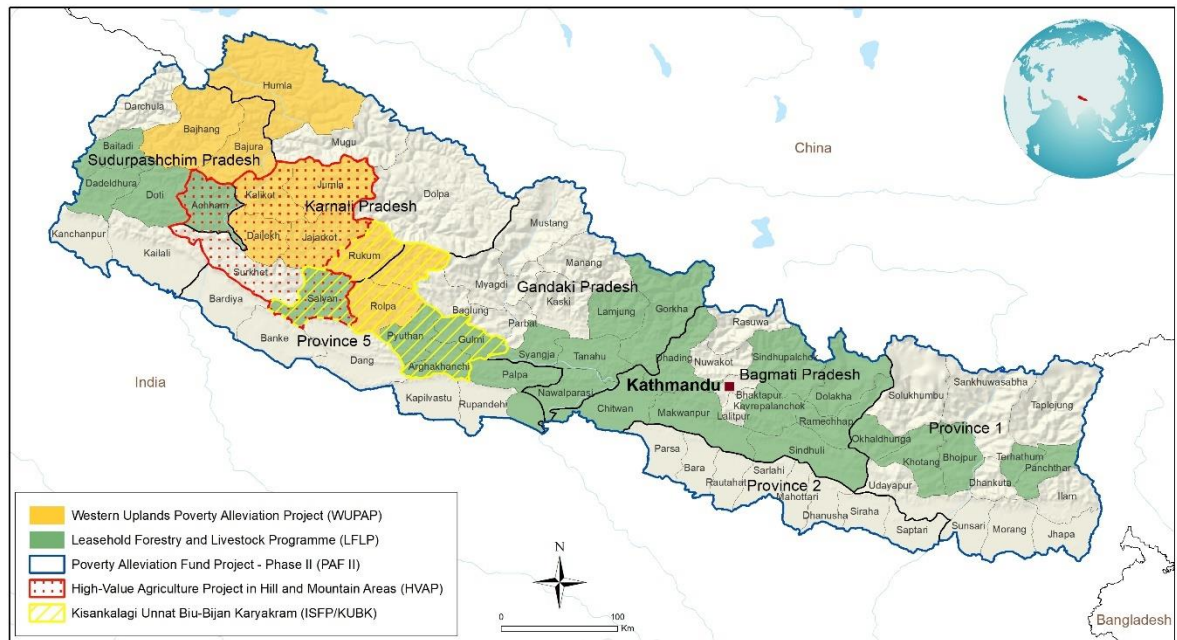 Humla
Darchula
Bajhang
Bajura
Mugu
Baitadi
Sudurpashchim Pradesh
Dadeldhura
Doti
Achham
Kalikot
Jumla
Karnali Pradesh
Dolpa
Dailekh
Jajarkot
Kanchanpur
Kailali
Rukum
Surkhet
Salyan
Bardiya
Banke
Rolpa
Province 5
Dang
Pyuthan
Gulmi
Arghakhanchi
Kapilvastu
Rupandehi
Palpa
Nawalparasi
Mustang
Manang
Myagdi
Gandaki Pradesh
Kaski
Baglung
Parbat
Lamjung
Gorkha
Syangja
Tanahu
Dhading
Rasuwa
Nuwakot
Sindhupalchok
Kathmandu
Bagmati Pradesh
Bhaktapur
Kavrepalanchok
Lalitpur
Dolakha
Ramechhap
Chitwan
Makwanpur
Sindhuli
Solukhumbu
Sankhuwasabha
Taplejung
Province 1
Okhaldhunga
Khotang
Bhojpur
Terhathum
Panchthar
Dhankuta
Udayapur
Ilam
Parsa
Bara
Rautahat
Sarlahi
Province 2
Mahottari
Dhanusha
Siraha
Saptari
Sunsari
Morang
Jhapa
China
India
Bangladesh
Western Uplands Poverty Alleviation Project (WUPAP)
Leasehold Forestry and Livestock Programme (LFLP)
Poverty Alleviation Fund Project - Phase II (PAF II)
High-Value Agriculture Project in Hill and Mountain Areas (HVAP)
Kisankalagi Unnat Biu-Bijan Karyakram (ISFP/KUBK)
N
0 100
Km